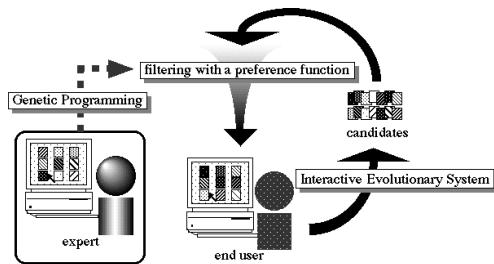 filtering with a preference function
Genetic Programming
candidates
Interactive Evolutionary System
expert
end user